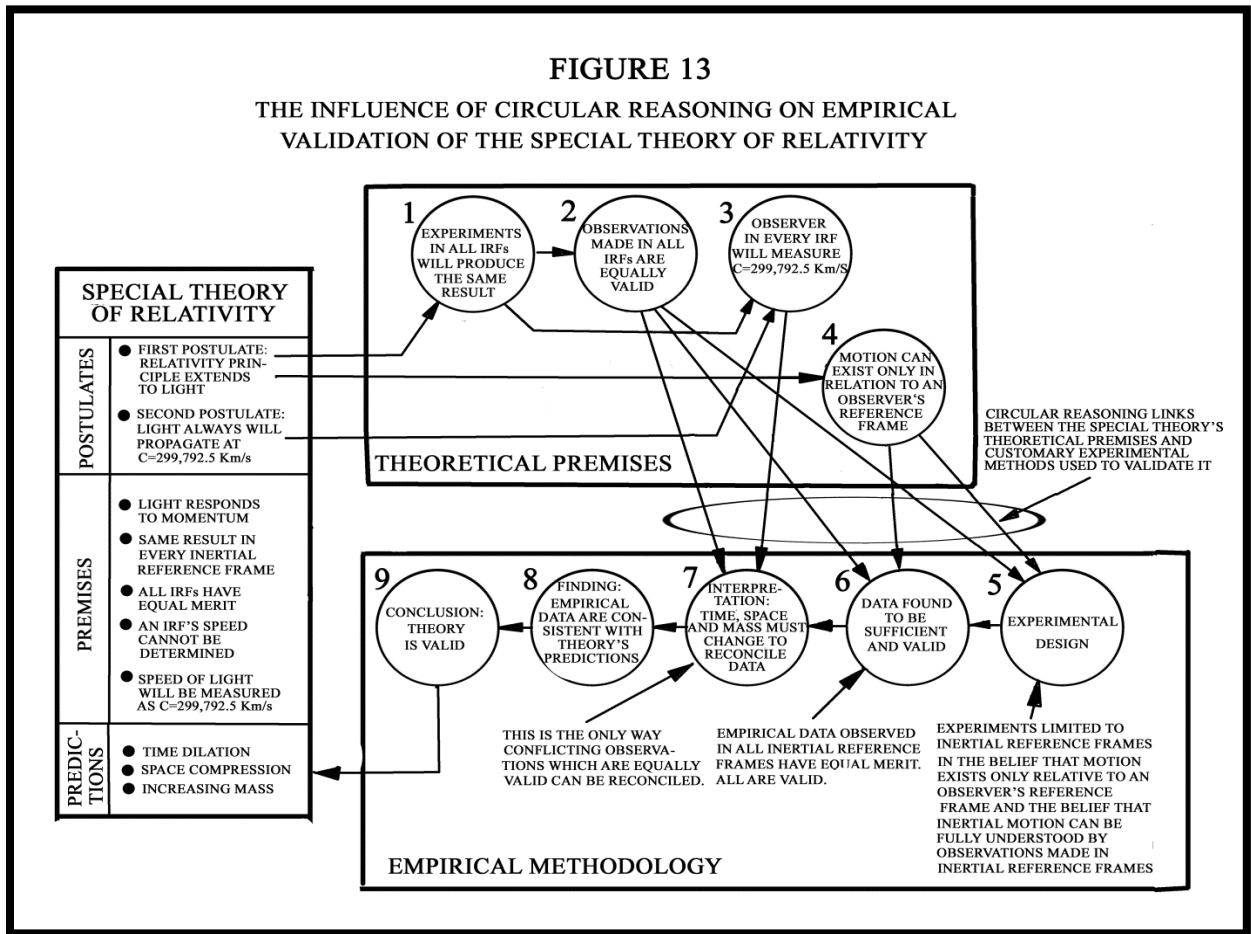 FIGURE 13
THE INFLUENCE OF CIRCULAR REASONING ON EMPIRICAL
VALIDATION OF THE SPECIAL THEORY OF RELATIVITY
SPECIAL THEORY
OF RELATIVITY
POSTULATES
● FIRST POSTULATE:
RELATIVITY PRIN-
CIPLE EXTENDS
TO LIGHT
● SECOND POSTULATE:
LIGHT ALWAYS WILL
PROPAGATE AT
C=299,792.5 Km/s
PREMISES
● LIGHT RESPONDS
TO MOMENTUM
● SAME RESULT IN
EVERY INERTIAL
REFERENCE FRAME
● ALL IRFs HAVE
EQUAL MERIT
● AN IRF'S SPEED
CANNOT BE
DETERMINED
● SPEED OF LIGHT
WILL BE MEASURED
AS C=299,792.5 Km/s
PREDIC-
TIONS
● TIME DILATION
● SPACE COMPRESSION
● INCREASING MASS
1
EXPERIMENTS
IN ALL IRFs
WILL PRODUCE
THE SAME
RESULT
2
OBSERVATIONS
MADE IN ALL
IRFs ARE
EQUALLY
VALID
3
OBSERVER
IN EVERY IRF
WILL MEASURE
C=299,792.5 Km/S
4
MOTION CAN
EXIST ONLY IN
RELATION TO AN
OBSERVER'S
REFERENCE
FRAME
THEORETICAL PREMISES
CIRCULAR REASONING LINKS
BETWEEN THE SPECIAL THEORY'S
THEORETICAL PREMISES AND
CUSTOMARY EXPERIMENTAL
METHODS USED TO VALIDATE IT
9
CONCLUSION:
THEORY
IS VALID
8
FINDING:
EMPIRICAL
DATA ARE CON-
SISTENT WITH
THEORY'S
PREDICTIONS
7
INTERPRE-
TATION:
TIME, SPACE
AND MASS MUST
CHANGE TO
RECONCILE
DATA
6
DATA FOUND
TO BE
SUFFICIENT
AND VALID
5
EXPERIMENTAL
DESIGN
THIS IS THE ONLY WAY
CONFLICTING OBSERVA-
TIONS WHICH ARE EQUALLY
VALID CAN BE RECONCILED.
EMPIRICAL DATA OBSERVED
IN ALL INERTIAL REFERENCE
FRAMES HAVE EQUAL MERIT.
ALL ARE VALID.
EXPERIMENTS LIMITED TO
INERTIAL REFERENCE FRAMES
IN THE BELIEF THAT MOTION
EXISTS ONLY RELATIVE TO AN
OBSERVER'S REFERENCE
FRAME AND THE BELIEF THAT
INERTIAL MOTION CAN BE
FULLY UNDERSTOOD BY
OBSERVATIONS MADE IN
INERTIAL REFERENCE FRAMES
EMPIRICAL METHODOLOGY